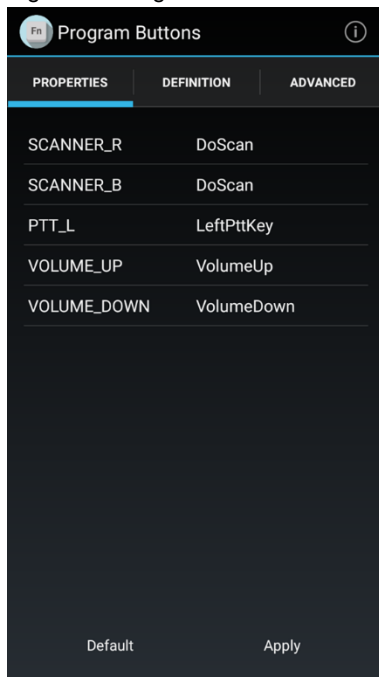 Fn Program Buttons i
PROPERTIES DEFINITION ADVANCED
SCANNER_R DoScan
SCANNER_B DoScan
PTT_L LeftPttKey
VOLUME_UP VolumeUp
VOLUME_DOWN VolumeDown
Default Apply